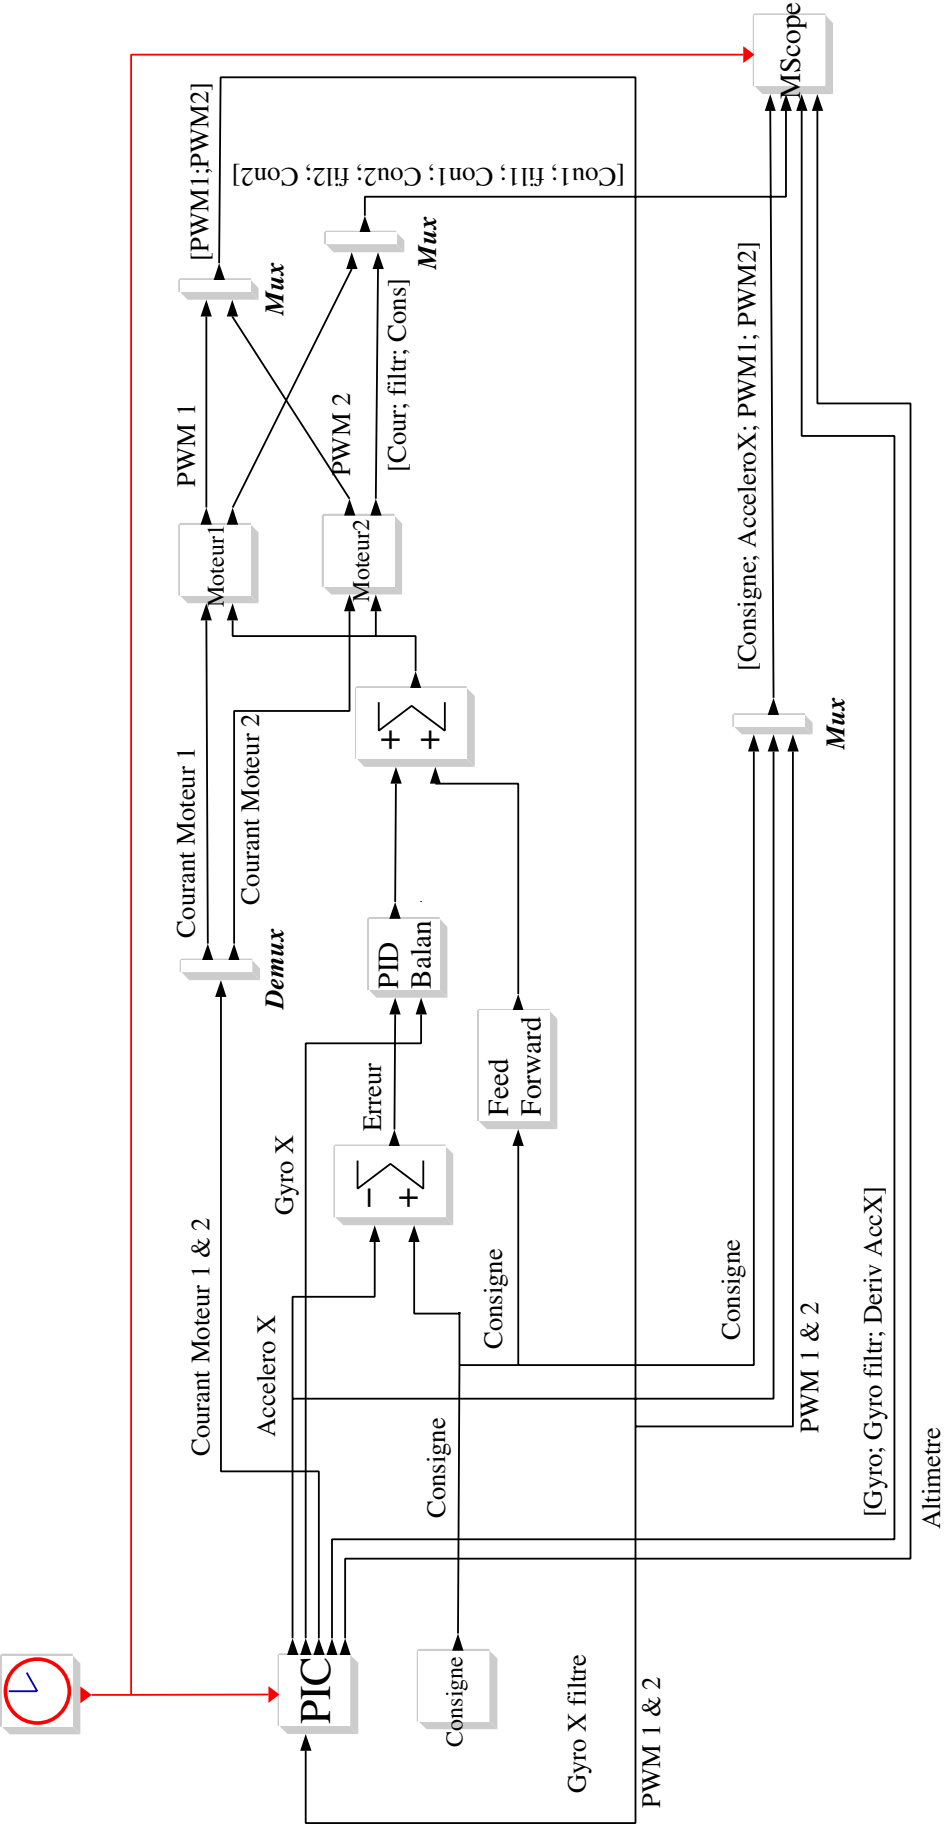 MScope
[PWM1;PWM2]
[Cou1; fil1; Con1; Cou2; fil2; Con2]
Mux
Mux
PWM 1
PWM 2
[Cour; filtr; Cons]
[Consigne; AcceleroX; PWM1; PWM2]
Moteur1
Moteur2
Mux
Courant Moteur 1
Courant Moteur 2
+
+
Σ
Demux
PID
Balan
Feed
Forward
Erreur
Gyro X
−
+
Σ
Courant Moteur 1 & 2
Accelero X
Consigne
Consigne
Consigne
PWM 1 & 2
[Gyro; Gyro filtr; Deriv AccX]
Altimetre
PIC
Consigne
Gyro X filtre
PWM 1 & 2